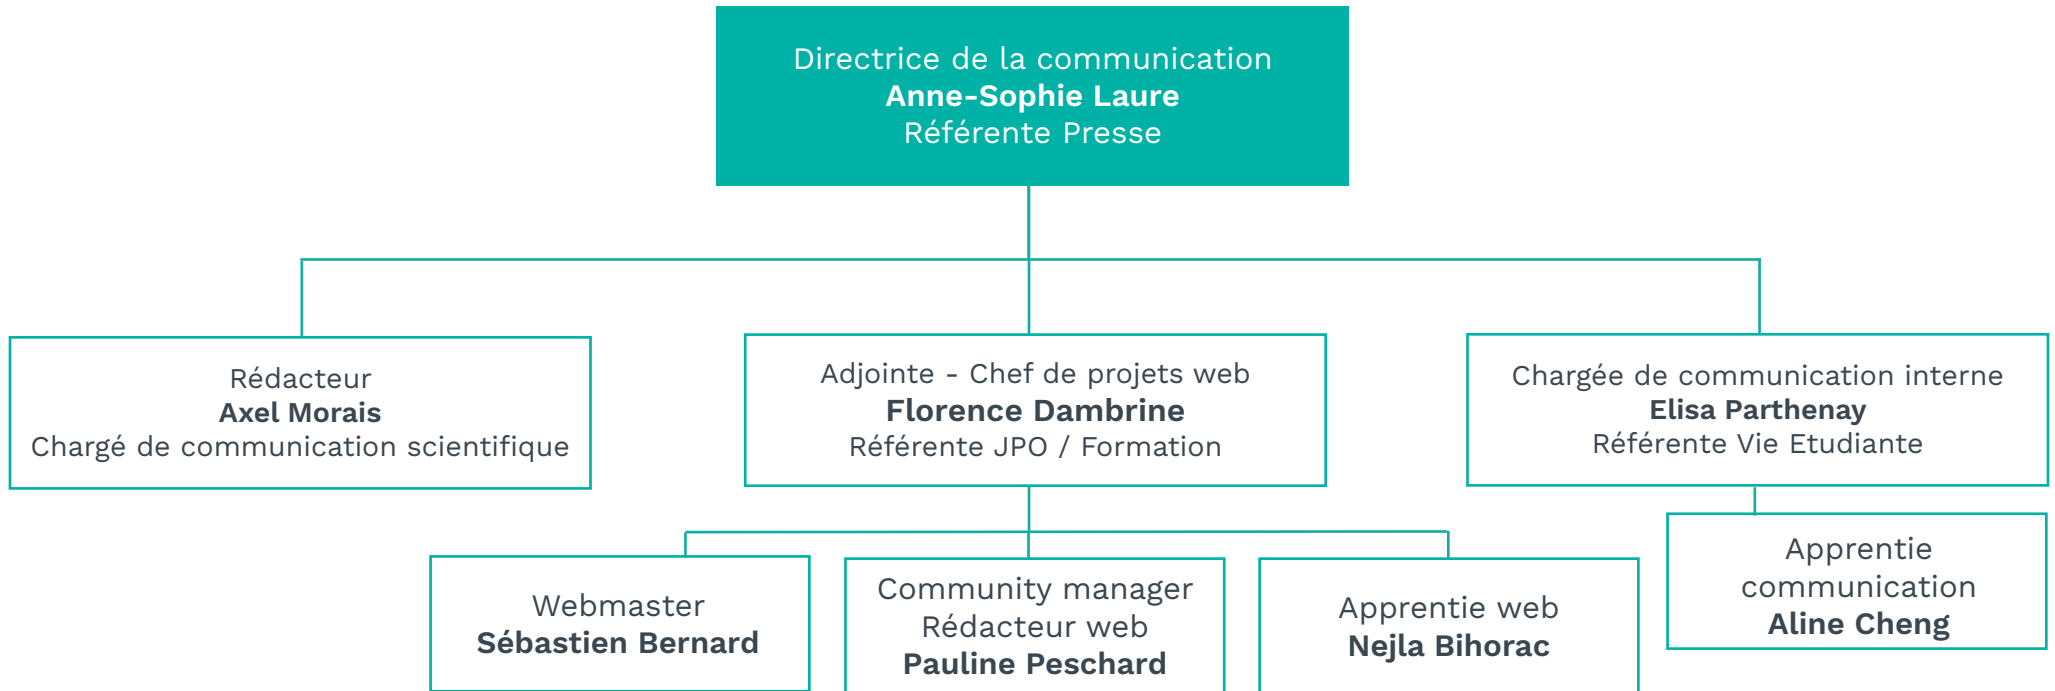 Directrice de la communication
Anne-Sophie Laure
Référente Presse
Rédacteur
Axel Morais
Chargé de communication scientifique
Adjointe - Chef de projets web
Florence Dambrine
Référente JPO / Formation
Chargée de communication interne
Elisa Parthenay
Référente Vie Etudiante
Webmaster
Sébastien Bernard
Community manager
Rédacteur web
Pauline Peschard
Apprentie web
Nejla Bihorac
Apprentie
communication
Aline Cheng